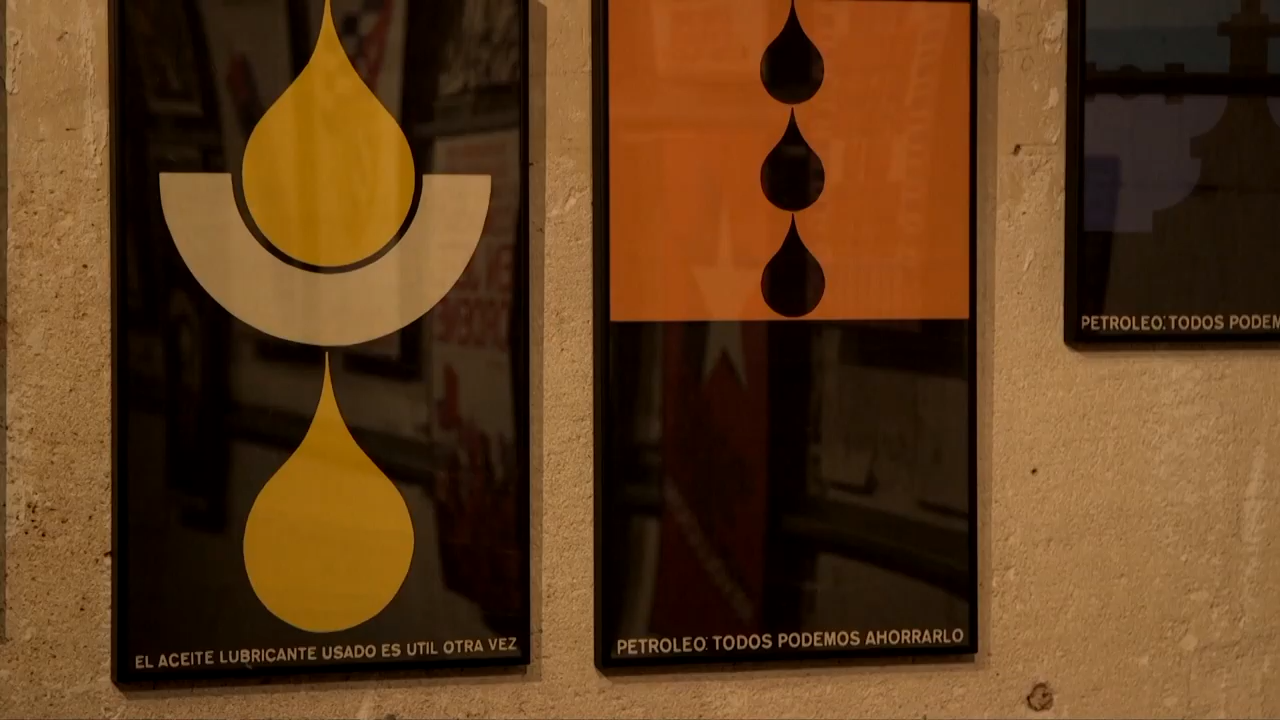 EL ACEITE LUBRICANTE USADO ES UTIL OTRA VEZ
PETROLEO: TODOS PODEMOS AHORRARLO
PETROLEO: TODOS PODEM